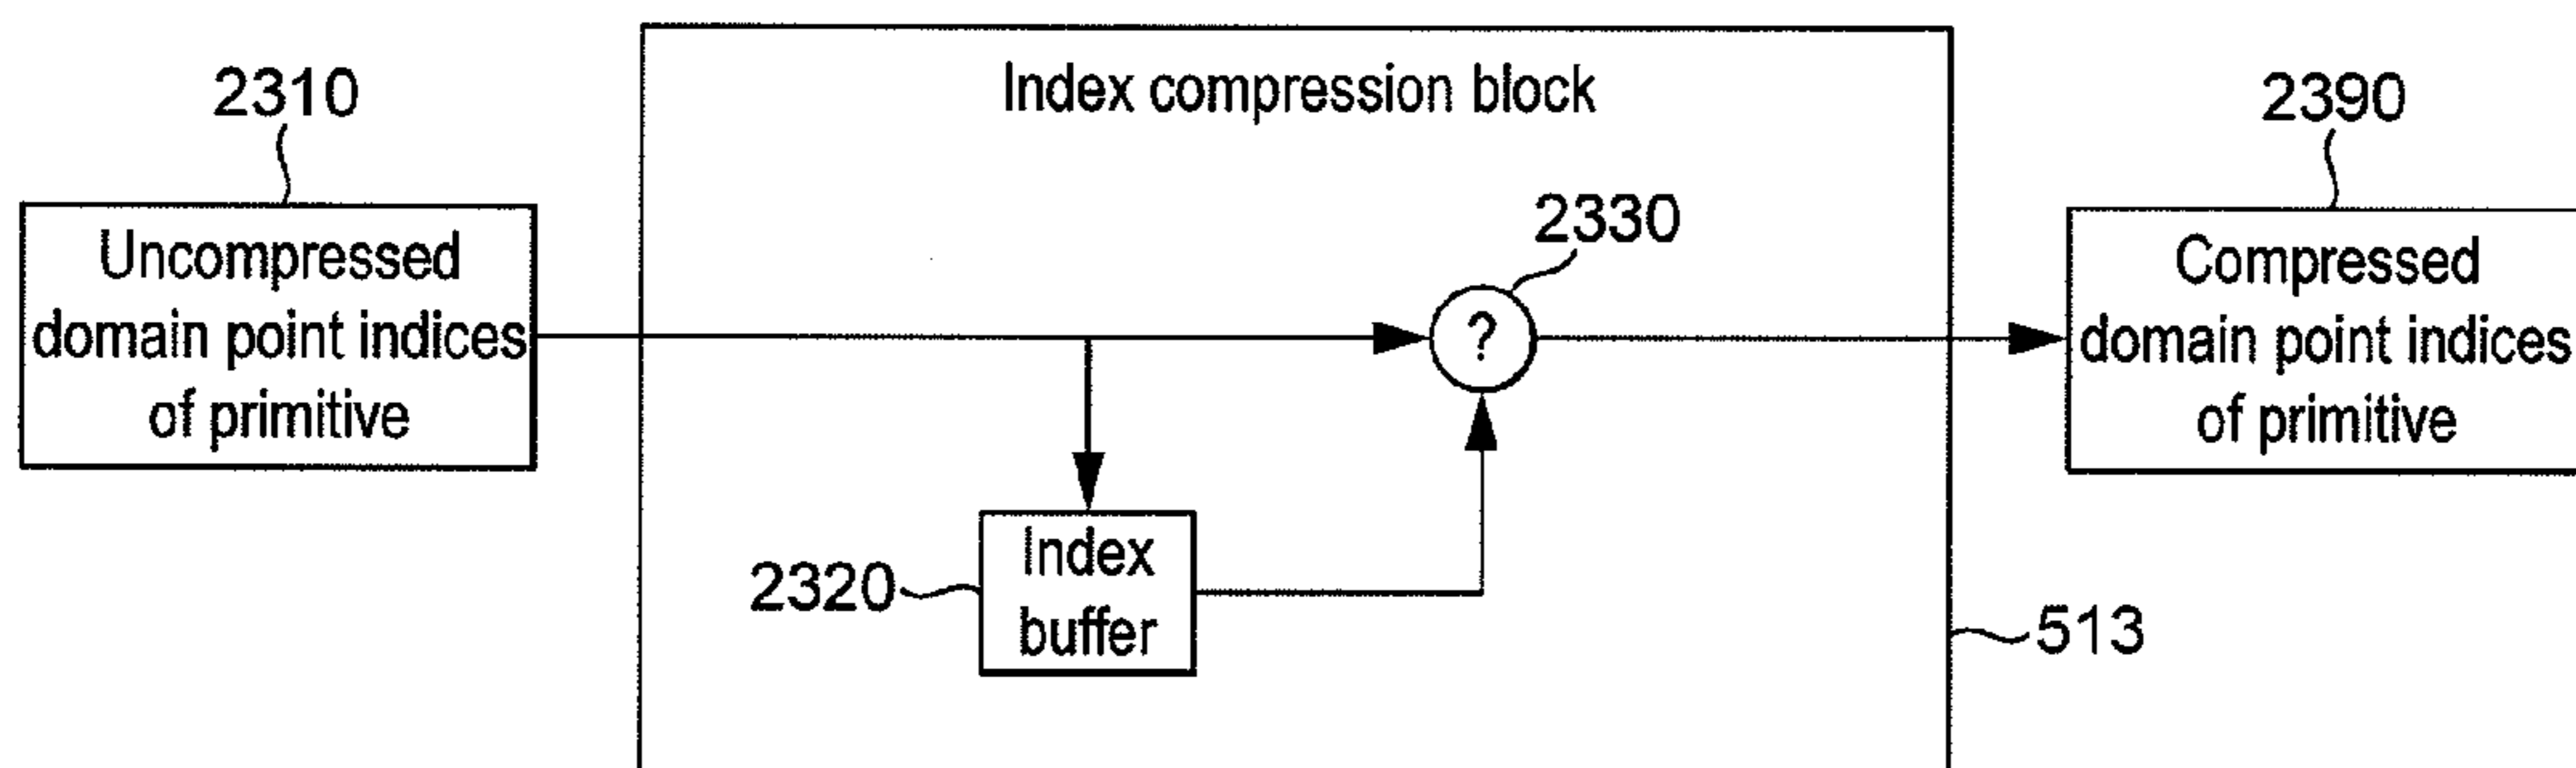 2310
Uncompressed
domain point indices
of primitive
Index compression block
2330
?
2320
Index
buffer
513
2390
Compressed
domain point indices
of primitive